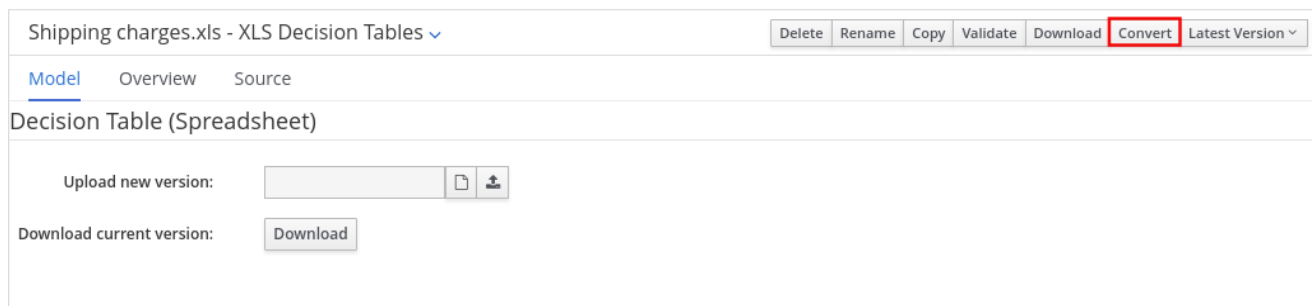 Shipping charges.xls - XLS Decision Tables
Delete Rename Copy Validate Download Convert Latest Version
Model Overview Source
Decision Table (Spreadsheet)
Upload new version:
Download current version: Download